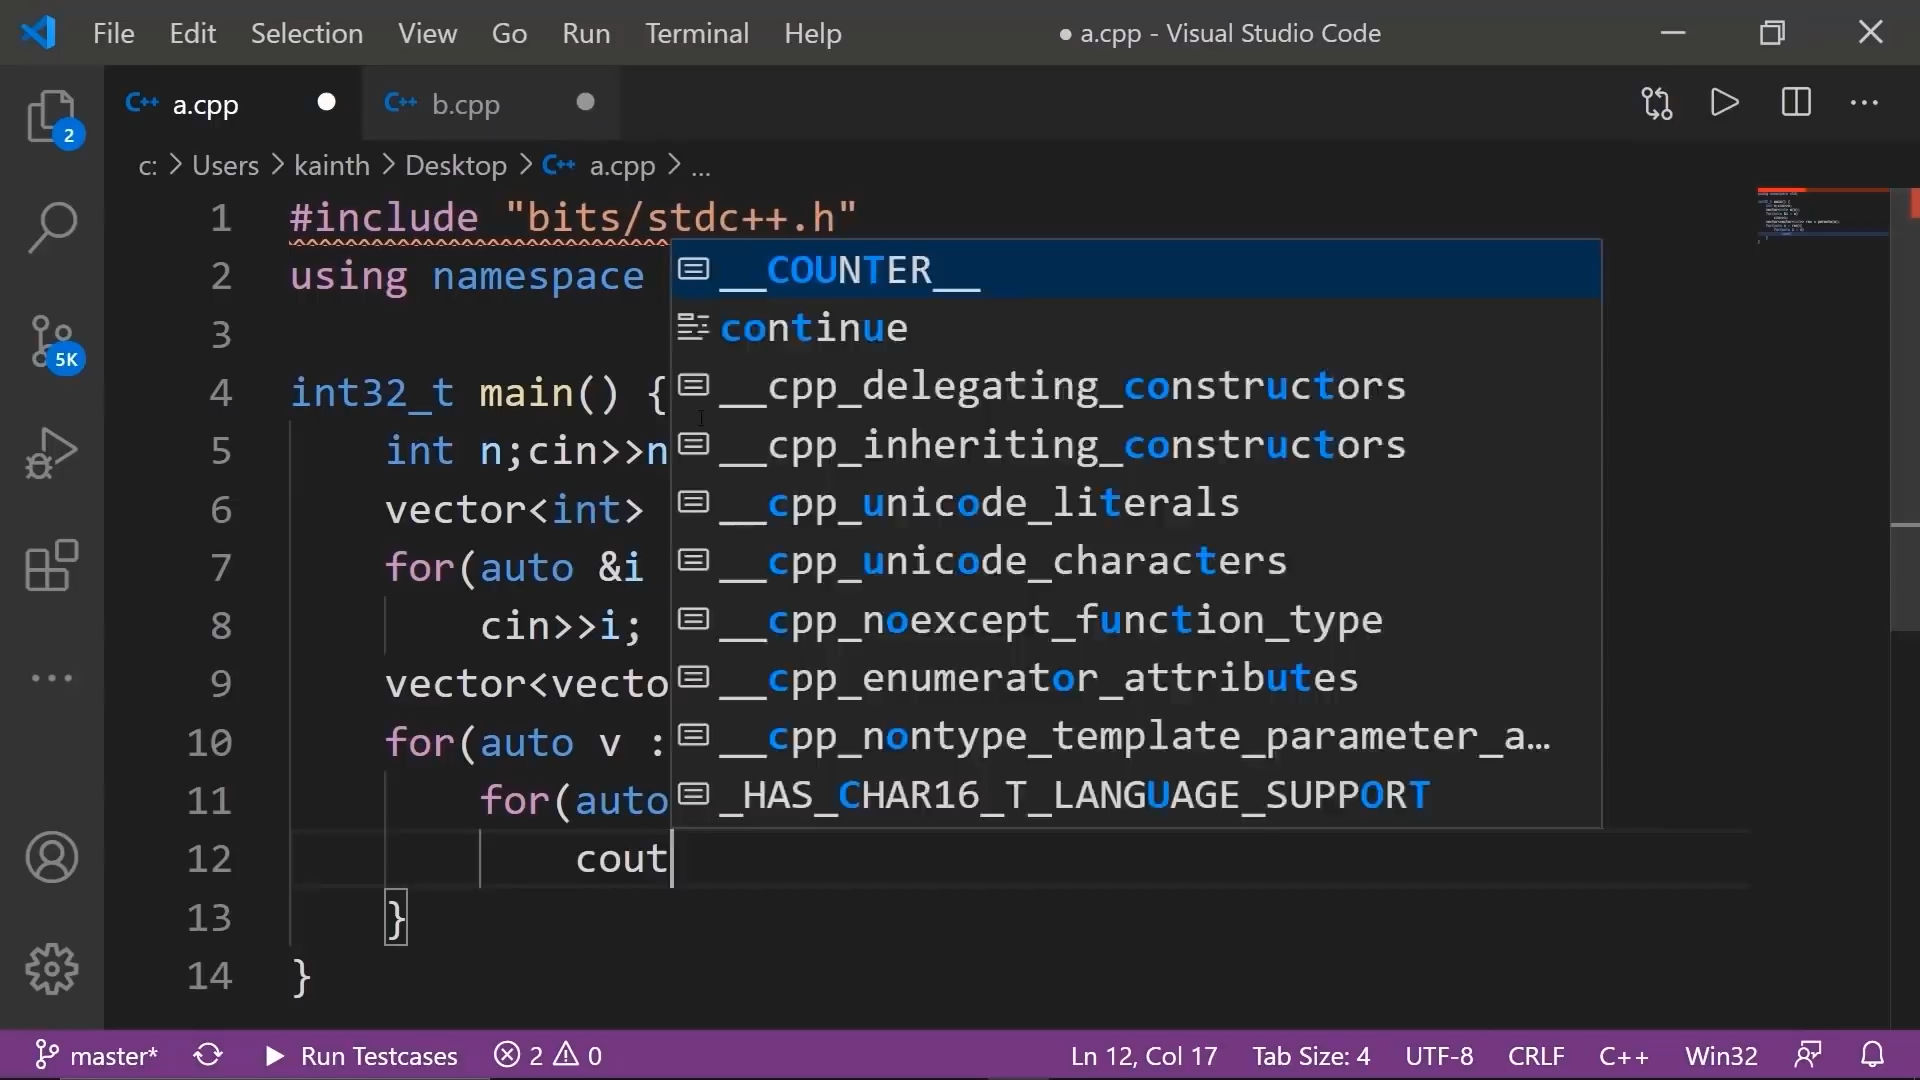 File Edit Selection View Go Run Terminal Help ● a.cpp - Visual Studio Code
C++ a.cpp ● C++ b.cpp ●
c: > Users > kainth > Desktop > C++ a.cpp > ...
2
5K
1 #include "bits/stdc++.h"
2 using namespace
3
4 int32_t main() {
5 int n;cin>>n
6 vector<int>
7 for(auto &i
8 cin>>i;
9 vector<vecto
10 for(auto v :
11 for(auto
12 cout
13 }
14 }
__COUNTER__
continue
__cpp_delegating_constructors
__cpp_inheriting_constructors
__cpp_unicode_literals
__cpp_unicode_characters
__cpp_noexcept_function_type
__cpp_enumerator_attributes
__cpp_nontype_template_parameter_a...
_HAS_CHAR16_T_LANGUAGE_SUPPORT
master* Run Testcases 2 0 Ln 12, Col 17 Tab Size: 4 UTF-8 CRLF C++ Win32